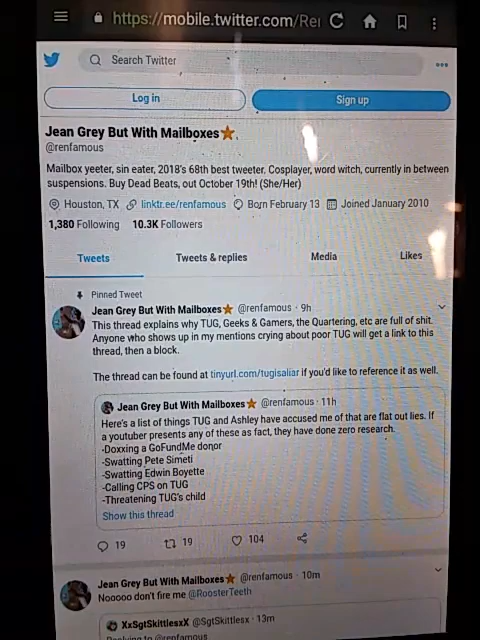 https://mobile.twitter.com/Rei
Search Twitter
Log in
Sign up
Jean Grey But With Mailboxes
@renfamous
Mailbox yeeter, sin eater, 2018's 68th best tweeter. Cosplayer, word witch, currently in between
suspensions. Buy Dead Beats, out October 19th! (She/Her)
Houston, TX linktr.ee/renfamous Born February 13 Joined January 2010
1,380 Following 10.3K Followers
Tweets Tweets & replies Media Likes
Pinned Tweet
Jean Grey But With Mailboxes @renfamous · 9h
This thread explains why TUG, Geeks & Gamers, the Quartering, etc are full of shit.
Anyone who shows up in my mentions crying about poor TUG will get a link to this
thread, then a block.
The thread can be found at tinyurl.com/tugisaliar if you'd like to reference it as well.
Jean Grey But With Mailboxes @renfamous · 11h
Here's a list of things TUG and Ashley have accused me of that are flat out lies. If
a youtuber presents any of these as fact, they have done zero research.
-Doxxing a GoFundMe donor
-Swatting Pete Simeti
-Swatting Edwin Boyette
-Calling CPS on TUG
-Threatening TUG's child
Show this thread
19 19 104
Jean Grey But With Mailboxes @renfamous · 10m
Nooooo don't fire me @RoosterTeeth
XxSgtSkittlesxX @SgtSkittlesx · 13m
Replying to @renfamous